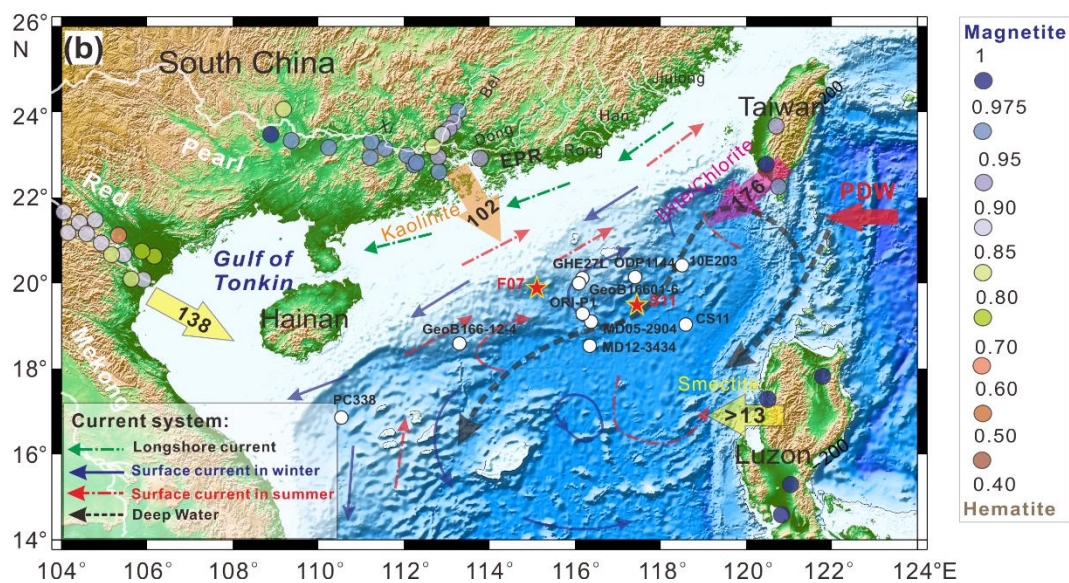 26°
N
(b)
South China
24°
22°
20°
18°
16°
14°
Jiulong
Bei
Han
Dong
Rong
EPR
Pearl
Red
Mekong
Taiwan
200
Kaolinite
102
Illite/Chlorite
176
PDW
Gulf of
Tonkin
138
Hainan
GHE27L
ODP1144
10E203
F07
GeoB16601-6
S11
ORI-P1
GeoB166-12-4
MD05-2904
CS11
MD12-3434
PC338
Smectite
>13
Luzon
200
Current system:
Longshore current
Surface current in winter
Surface current in summer
Deep Water
104 106° 108° 110° 112° 114° 116° 118° 120° 122°E
Magnetite
1
0.975
0.95
0.90
0.85
0.80
0.70
0.60
0.50
0.40
Hematite